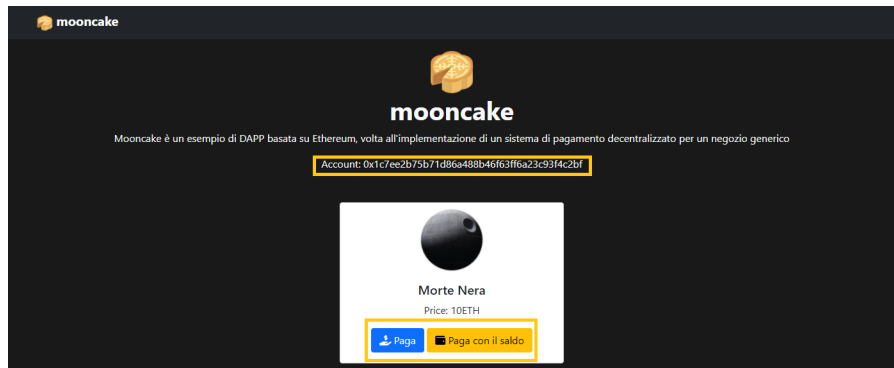 mooncake
mooncake
Mooncake è un esempio di DAPP basata su Ethereum, volta all'implementazione di un sistema di pagamento decentralizzato per un negozio generico
Account: 0x1c7ee2b75b71d86a488b46f63ff6a23c93f4c2bf
Morte Nera
Price: 10ETH
Paga Paga con il saldo